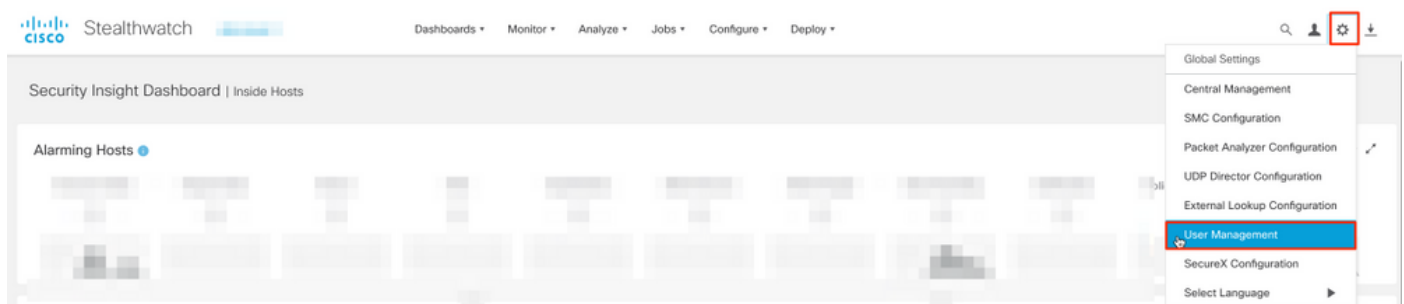 CISCO Stealthwatch Dashboards Monitor Analyze Jobs Configure Deploy
Global Settings
Security Insight Dashboard | Inside Hosts
Central Management
SMC Configuration
Alarming Hosts
Packet Analyzer Configuration
UDP Director Configuration
External Lookup Configuration
User Management
SecureX Configuration
Select Language